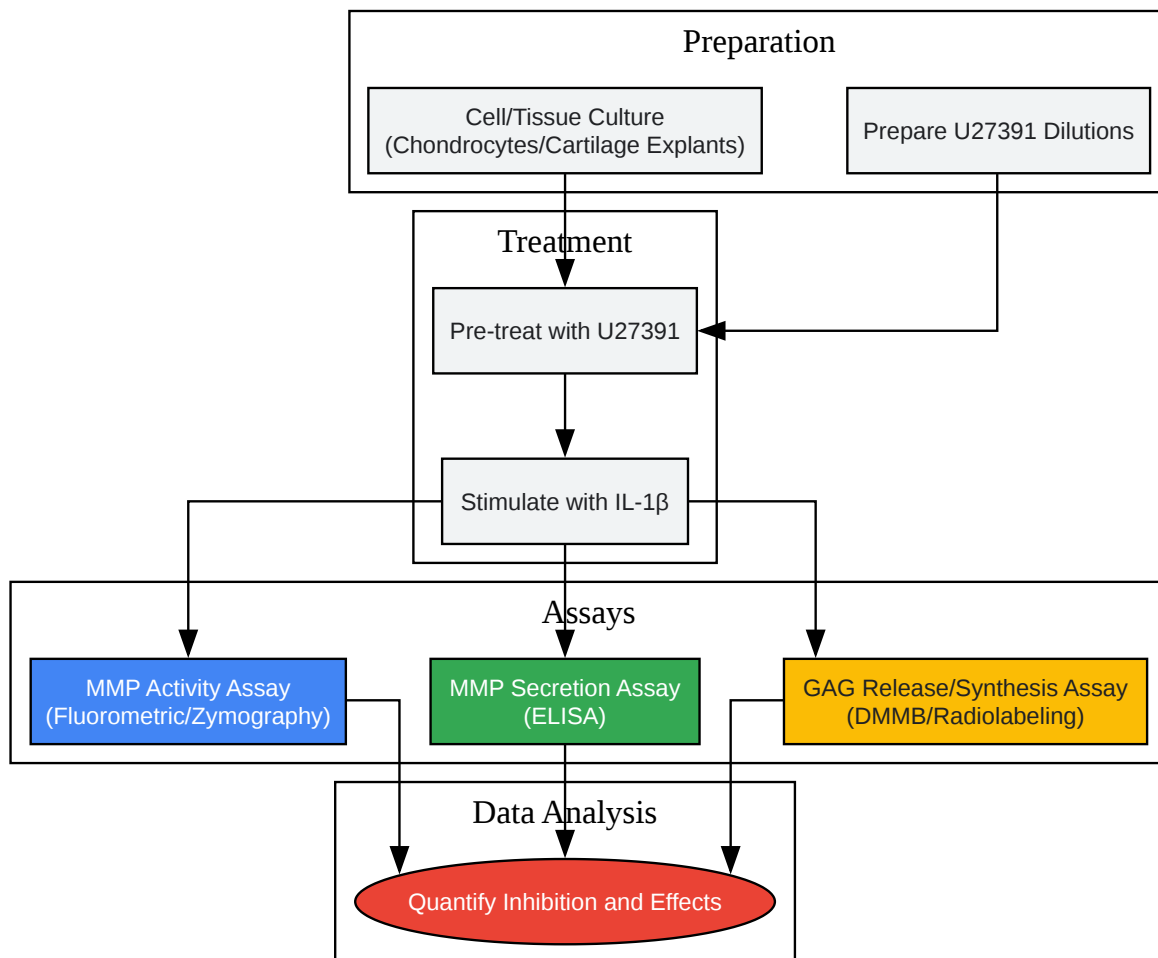 Preparation
Cell/Tissue Culture
(Chondrocytes/Cartilage Explants)
Prepare U27391 Dilutions
Treatment
Pre-treat with U27391
Stimulate with IL-1β
Assays
MMP Activity Assay
(Fluorometric/Zymography)
MMP Secretion Assay
(ELISA)
GAG Release/Synthesis Assay
(DMMB/Radiolabeling)
Data Analysis
Quantify Inhibition and Effects